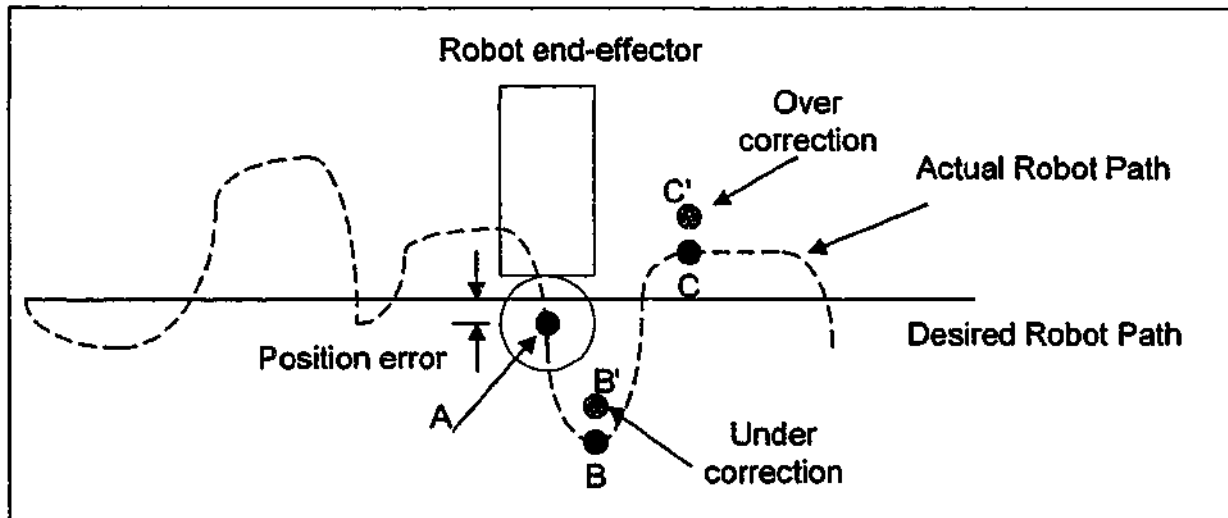 Robot end-effector
Over
correction
Actual Robot Path
C'
C
Desired Robot Path
Position error
A
B'
B
Under
correction